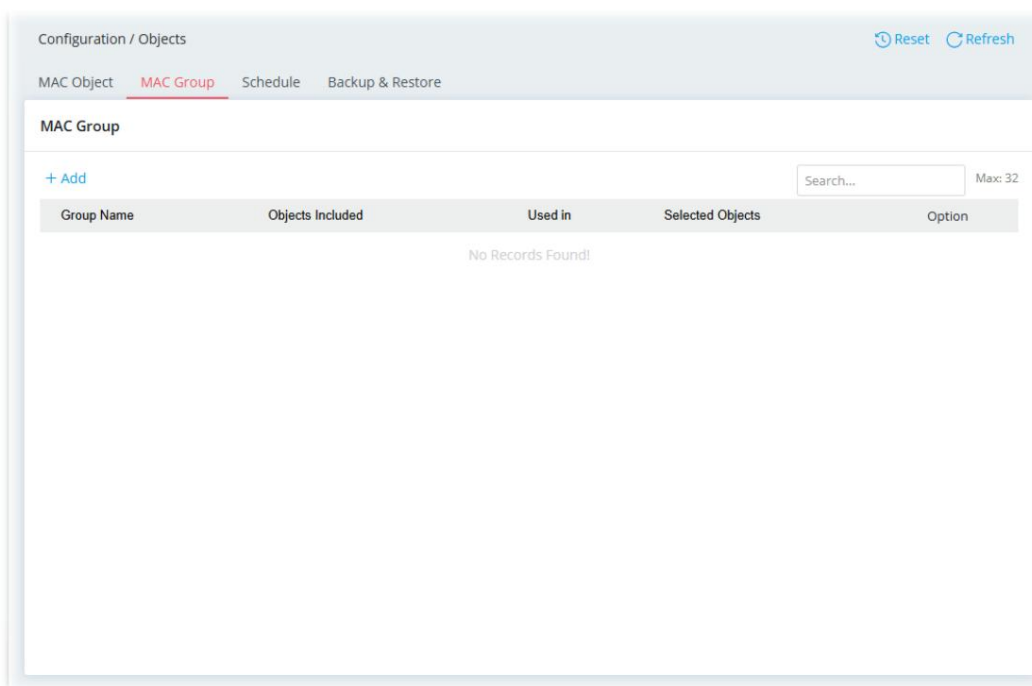 Configuration / Objects Reset Refresh
MAC Object MAC Group Schedule Backup & Restore
MAC Group
+ Add Search... Max: 32
Group Name Objects Included Used in Selected Objects Option
No Records Found!